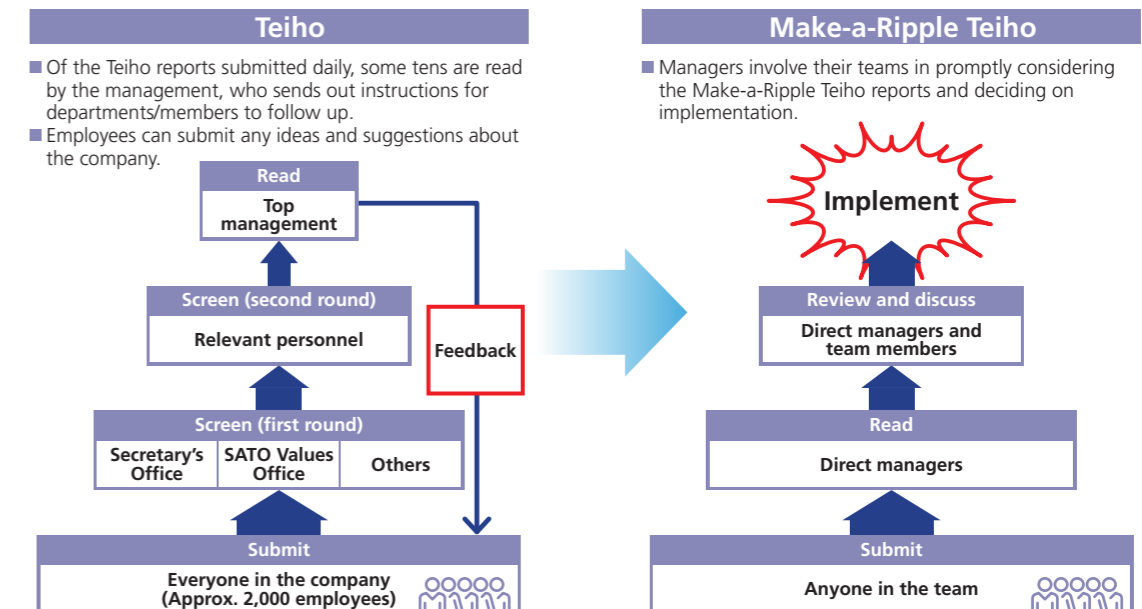 Teiho
■ Of the Teiho reports submitted daily, some tens are read
by the management, who sends out instructions for
departments/members to follow up.
■ Employees can submit any ideas and suggestions about
the company.
Read
Top
management
Screen (second round)
Relevant personnel
Feedback
Screen (first round)
Secretary's
Office
SATO Values
Office
Others
Submit
Everyone in the company
(Approx. 2,000 employees)
Make-a-Ripple Teiho
■ Managers involve their teams in promptly considering
the Make-a-Ripple Teiho reports and deciding on
implementation.
Implement
Review and discuss
Direct managers and
team members
Read
Direct managers
Submit
Anyone in the team